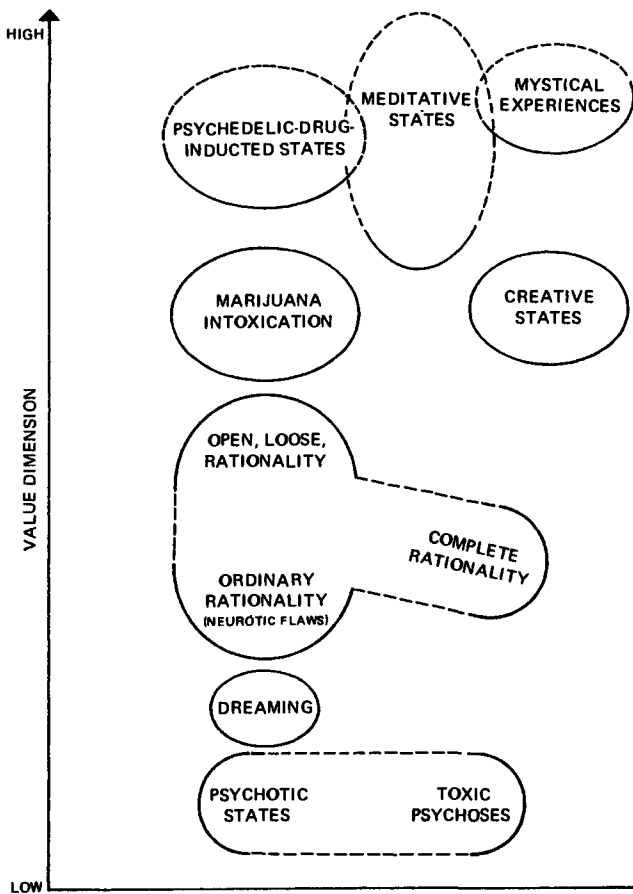 HIGH
MEDITATIVE
STATES
MYSTICAL
EXPERIENCES
PSYCHEDELIC-DRUG-
INDUCTED STATES
MARIJUANA
INTOXICATION
CREATIVE
STATES
VALUE DIMENSION
OPEN, LOOSE,
RATIONALITY
COMPLETE
RATIONALITY
ORDINARY
RATIONALITY
(NEUROTIC FLAWS)
DREAMING
PSYCHOTIC
STATES
TOXIC
PSYCHOSES
LOW